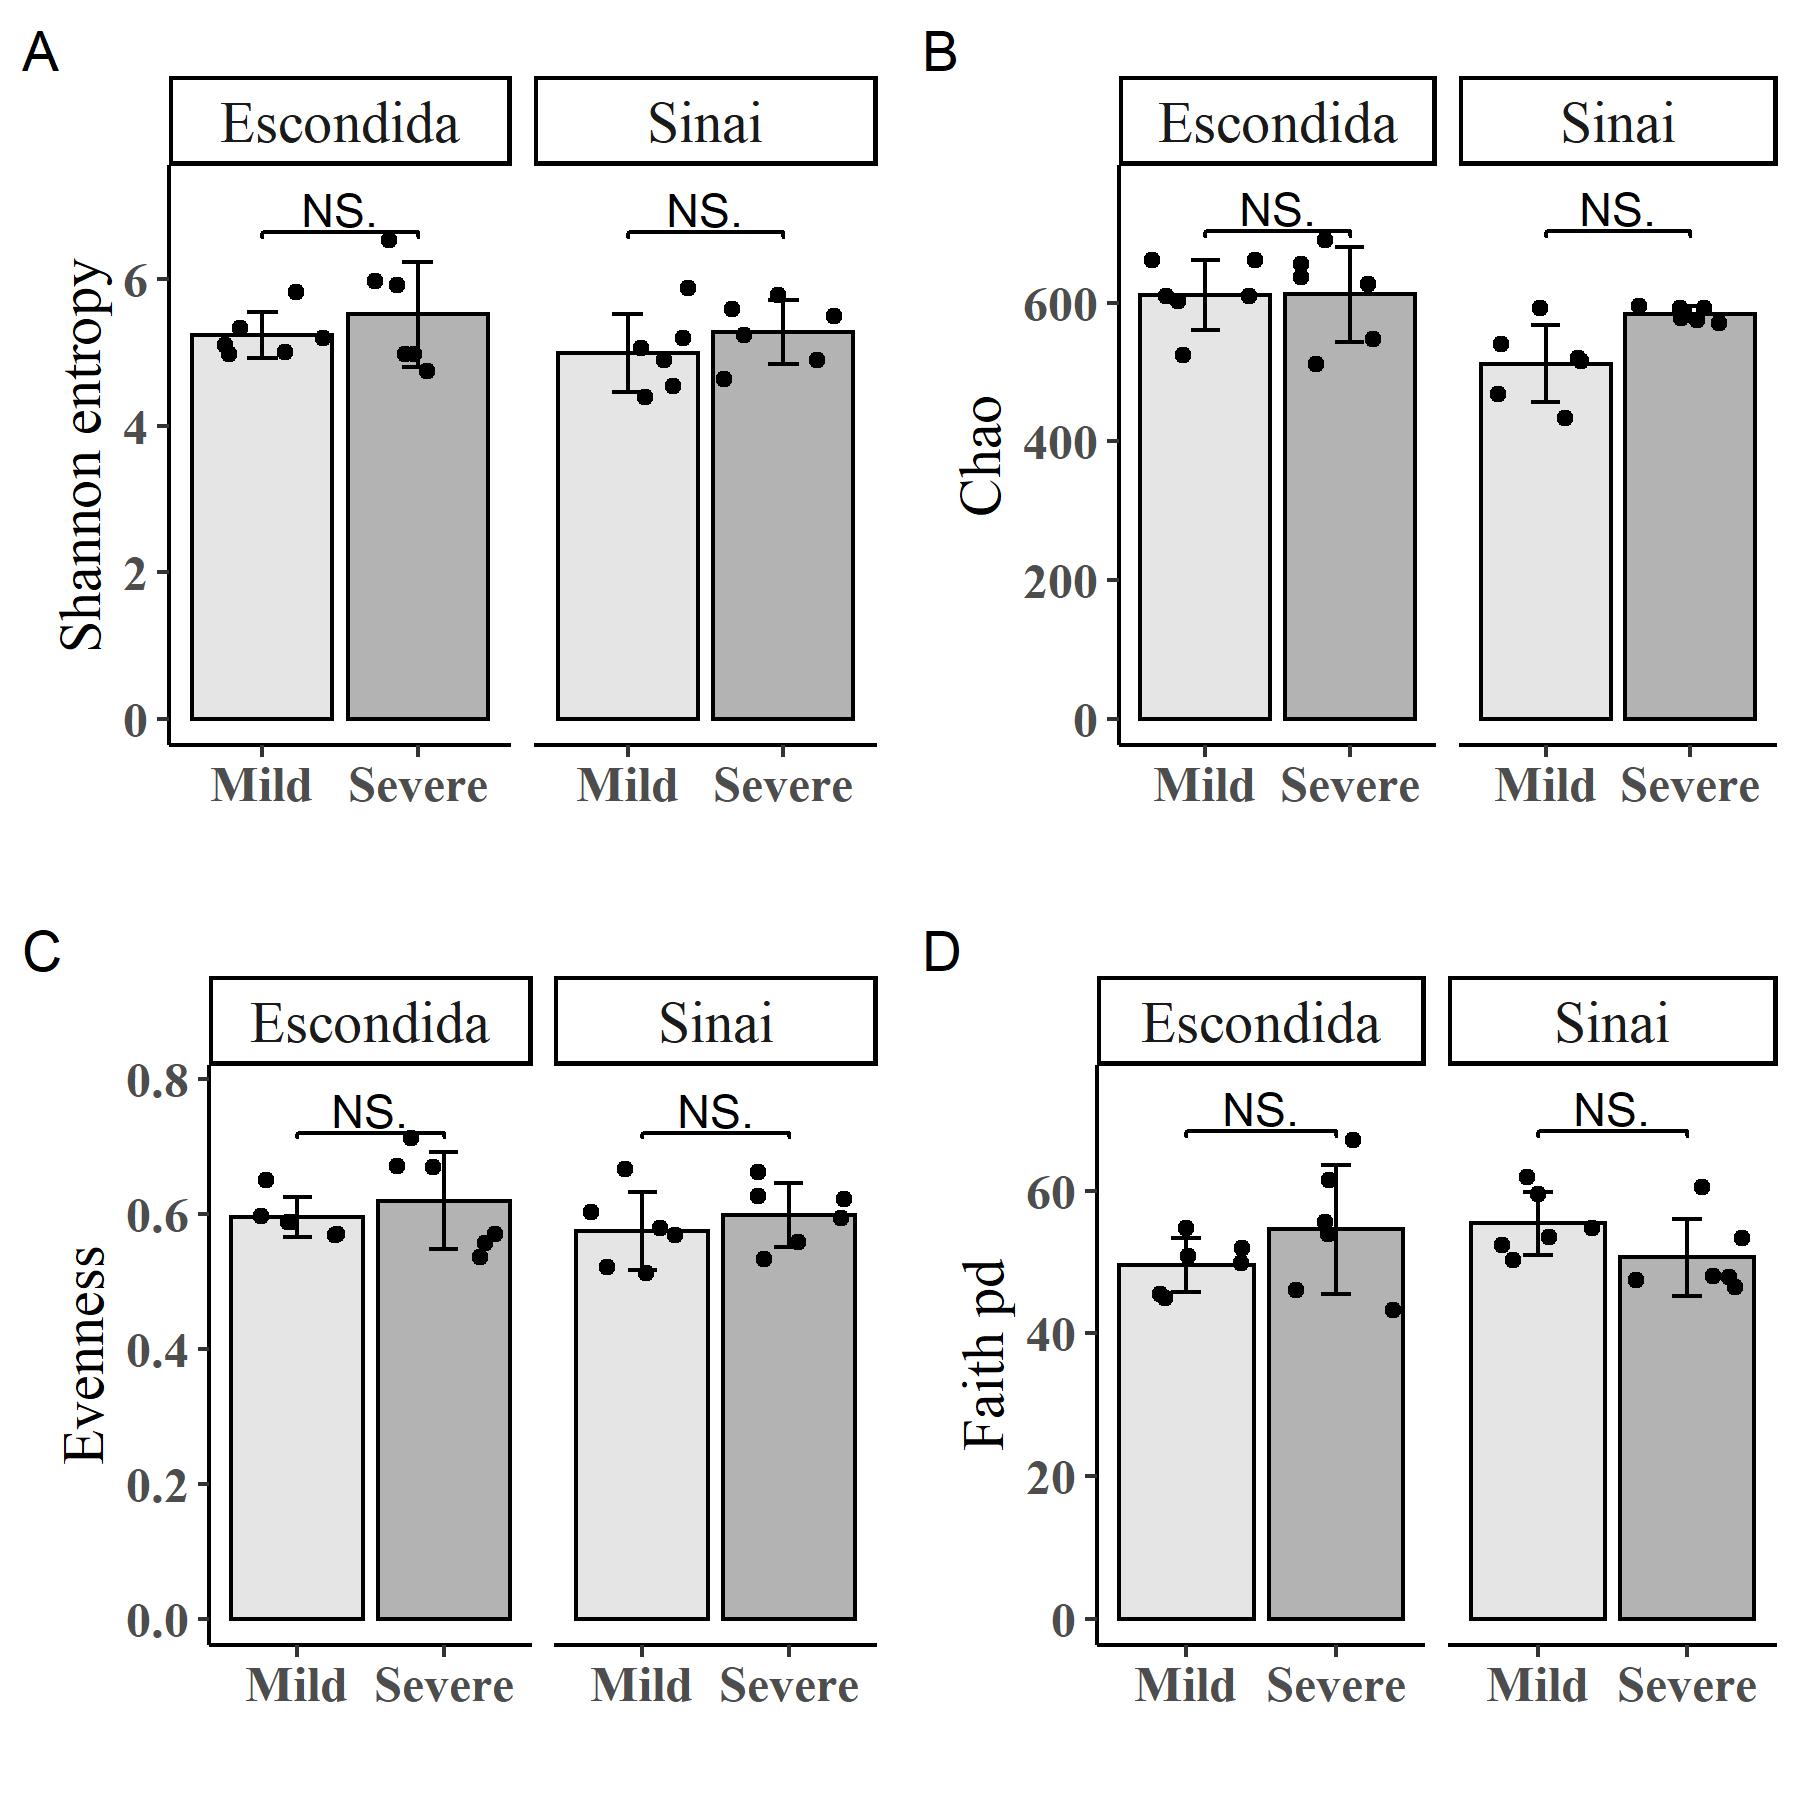 A
Escondida
Sinai
NS.
NS.
Shannon entropy
6
4
2
0
Mild
Severe
Mild
Severe
B
Escondida
Sinai
NS.
NS.
Chao
600
400
200
0
Mild
Severe
Mild
Severe
C
Escondida
Sinai
NS.
NS.
Evenness
0.8
0.6
0.4
0.2
0.0
Mild
Severe
Mild
Severe
D
Escondida
Sinai
NS.
NS.
Faith pd
60
40
20
0
Mild
Severe
Mild
Severe